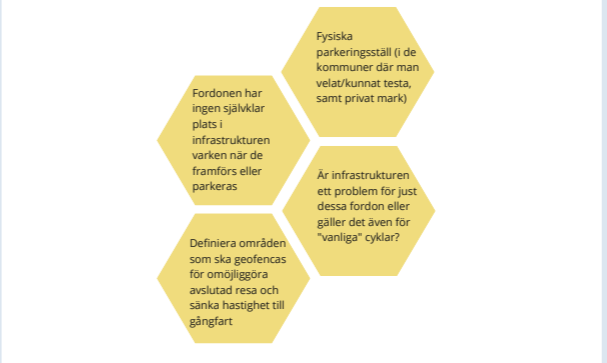 Fysiska
parkeringsställ (i de
kommuner där man
velat/kunnat testa,
samt privat mark)
Fordonen har
ingen självklar
plats i
infrastrukturen
varken när de
framförs eller
parkeras
Är infrastrukturen
ett problem för just
dessa fordon eller
gäller det även för
"vanliga" cyklar?
Definiera områden
som ska geofencas
för omöjliggöra
avslutad resa och
sänka hastighet till
gångfart